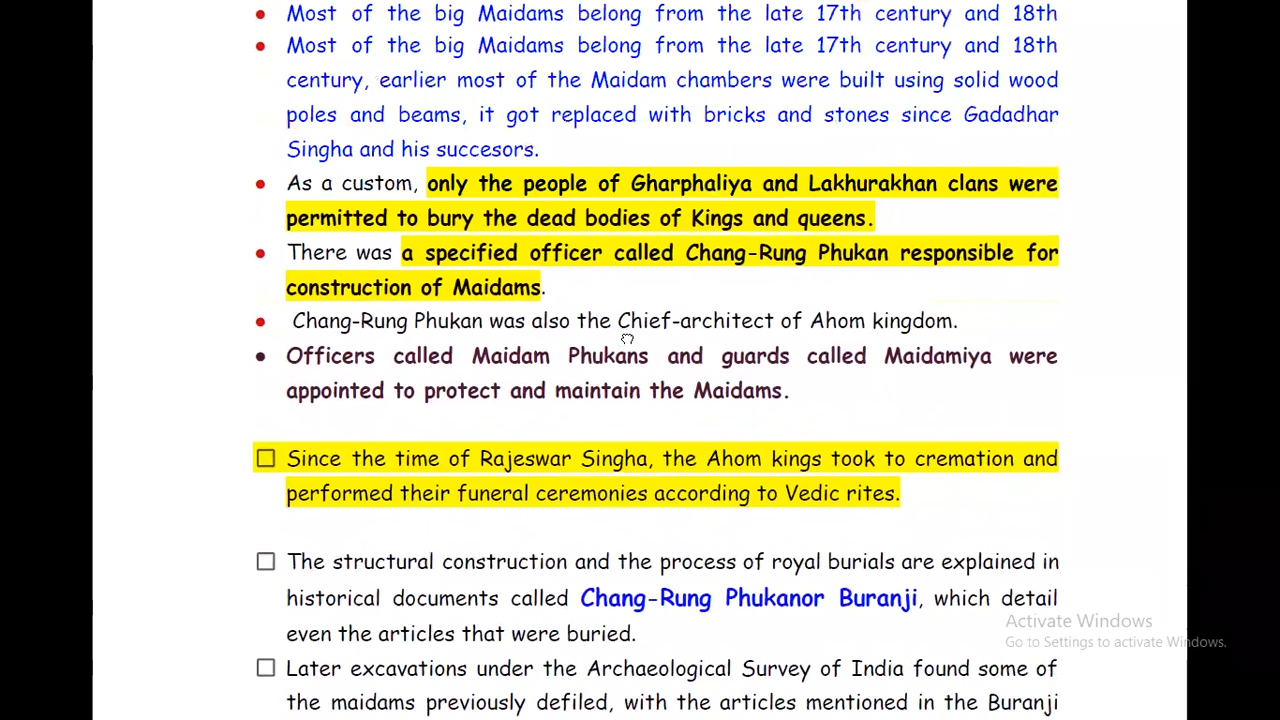 • Most of the big Maidams belong from the late 17th century and 18th
• Most of the big Maidams belong from the late 17th century and 18th
century, earlier most of the Maidam chambers were built using solid wood
poles and beams, it got replaced with bricks and stones since Gadadhar
Singha and his succesors.
• As a custom, only the people of Gharphaliya and Lakhurakhan clans were
permitted to bury the dead bodies of Kings and queens.
• There was a specified officer called Chang-Rung Phukan responsible for
construction of Maidams.
• Chang-Rung Phukan was also the Chief-architect of Ahom kingdom.
• Officers called Maidam Phukans and guards called Maidamiya were
appointed to protect and maintain the Maidams.
☐ Since the time of Rajeswar Singha, the Ahom kings took to cremation and
performed their funeral ceremonies according to Vedic rites.
☐ The structural construction and the process of royal burials are explained in
historical documents called Chang-Rung Phukanor Buranji, which detail
even the articles that were buried.
☐ Later excavations under the Archaeological Survey of India found some of
the maidams previously defiled, with the articles mentioned in the Buranji
Activate Windows
Go to Settings to activate Windows.